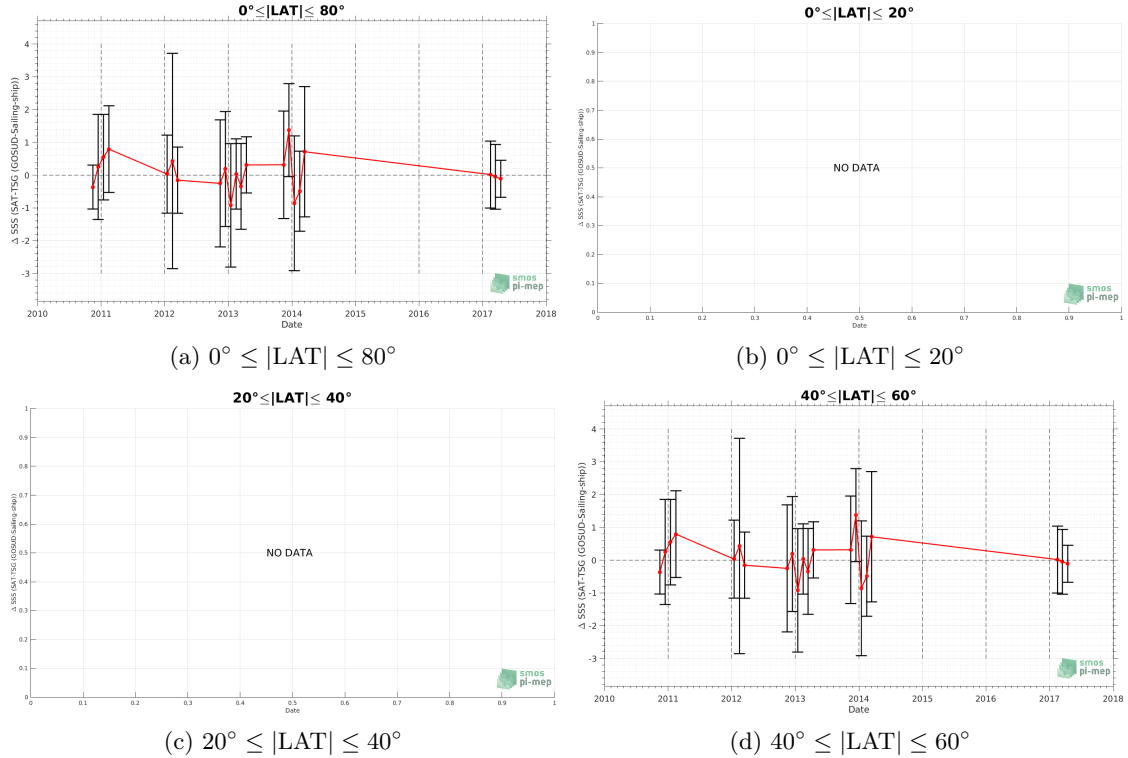 0°≤|LAT|≤ 80°
Δ SSS (SAT-TSG (GOSUD-Sailing-ship))
4
3
2
1
0
-1
-2
-3
2010 2011 2012 2013 2014 2015 2016 2017 2018
Date
smos
pi-mep
(a) 0° ≤ |LAT| ≤ 80°
0°≤|LAT|≤ 20°
Δ SSS (SAT-TSG (GOSUD-Sailing-ship))
1
0.9
0.8
0.7
0.6
0.5
0.4
0.3
0.2
0.1
0
NO DATA
0 0.1 0.2 0.3 0.4 0.5 0.6 0.7 0.8 0.9 1
Date
smos
pi-mep
(b) 0° ≤ |LAT| ≤ 20°
20°≤|LAT|≤ 40°
Δ SSS (SAT-TSG (GOSUD-Sailing-ship))
1
0.9
0.8
0.7
0.6
0.5
0.4
0.3
0.2
0.1
0
NO DATA
0 0.1 0.2 0.3 0.4 0.5 0.6 0.7 0.8 0.9 1
Date
smos
pi-mep
(c) 20° ≤ |LAT| ≤ 40°
40°≤|LAT|≤ 60°
Δ SSS (SAT-TSG (GOSUD-Sailing-ship))
4
3
2
1
0
-1
-2
-3
2010 2011 2012 2013 2014 2015 2016 2017 2018
Date
smos
pi-mep
(d) 40° ≤ |LAT| ≤ 60°